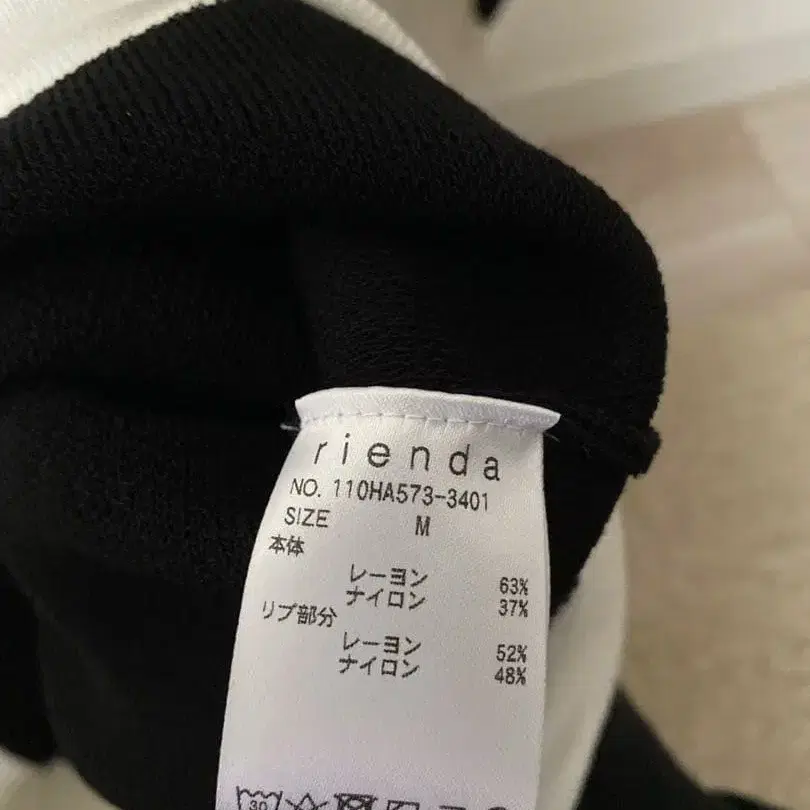 rienda
NO. 110HA573-3401
SIZE M
本体
レーヨン 63%
ナイロン 37%
リブ部分
レーヨン 52%
ナイロン 48%
30